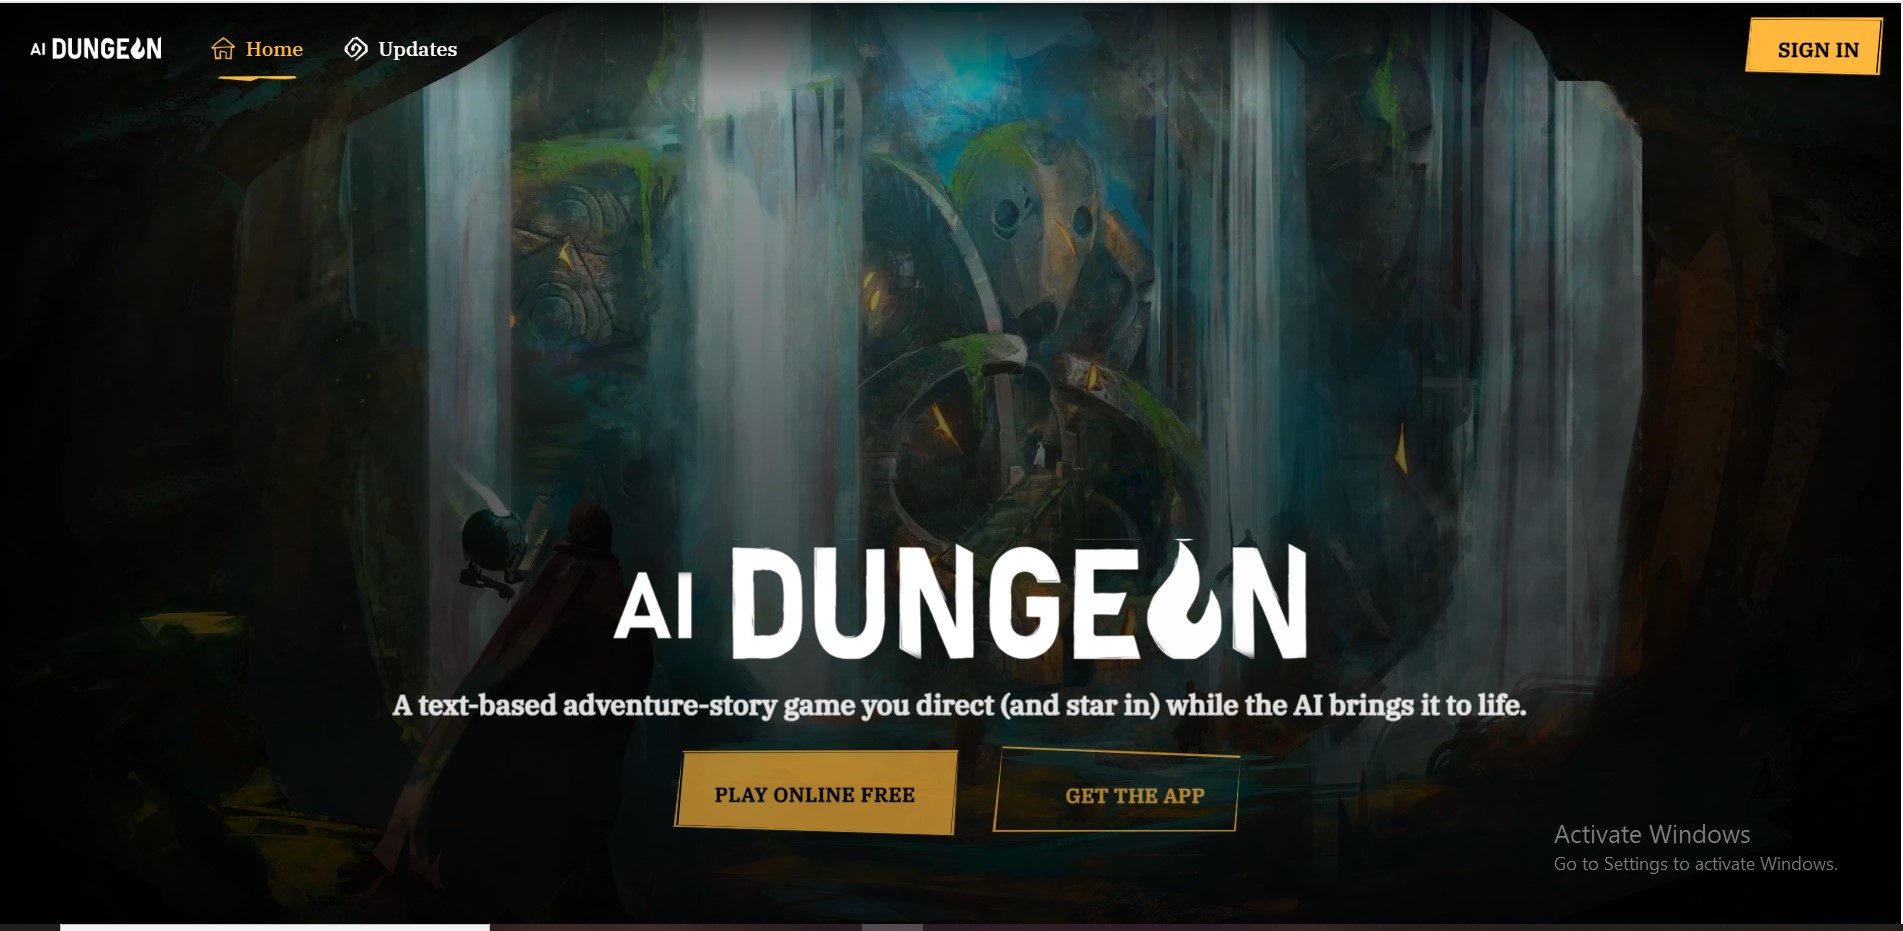 AI DUNGEON
Home
Updates
SIGN IN
AI DUNGEON
A text-based adventure-story game you direct (and star in) while the AI brings it to life.
PLAY ONLINE FREE
GET THE APP
Activate Windows
Go to Settings to activate Windows.